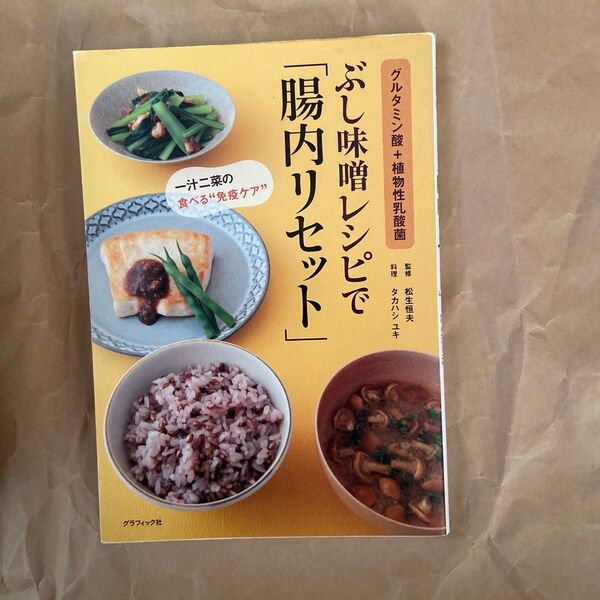 グルタミン酸+植物性乳酸菌
ぶし味噌レシピで
「腸内リセット」
一汁二菜の
食べる“免疫ケア”
監修 松生恒夫
料理 タカハシ ユキ
グラフィック社